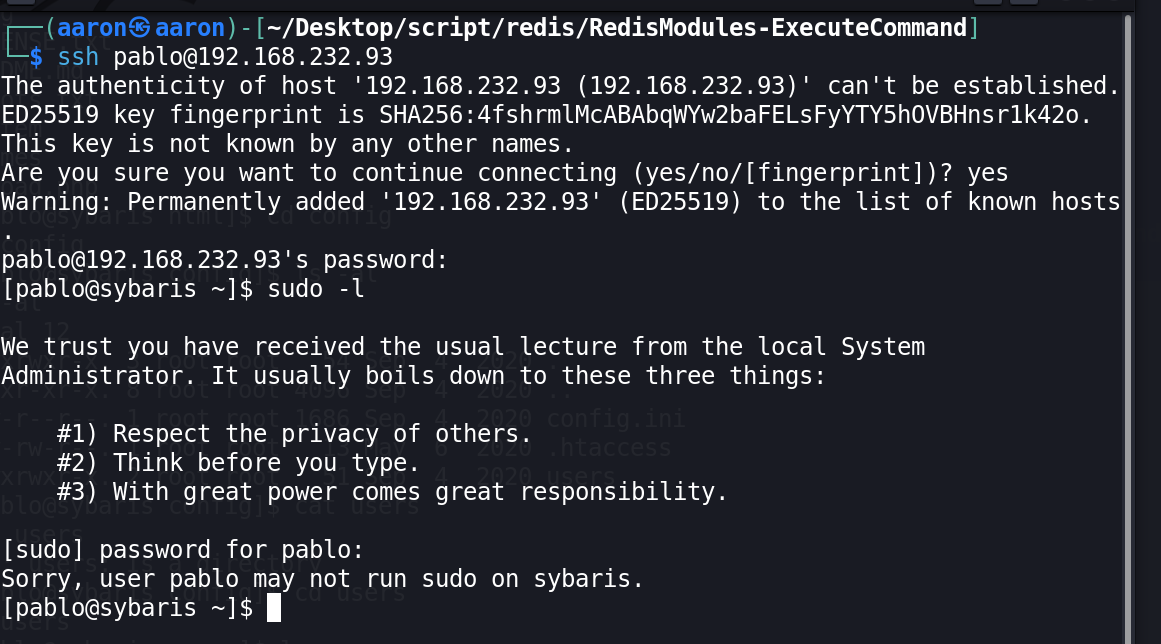 ┌──(aaron㉿aaron)-[~/Desktop/script/redis/RedisModules-ExecuteCommand]
└─$ ssh pablo@192.168.232.93
The authenticity of host '192.168.232.93 (192.168.232.93)' can't be established.
ED25519 key fingerprint is SHA256:4fshrmlMcABAbqWYw2baFELsFyYTY5hOVBHnsr1k42o.
This key is not known by any other names.
Are you sure you want to continue connecting (yes/no/[fingerprint])? yes
Warning: Permanently added '192.168.232.93' (ED25519) to the list of known hosts
.
pablo@192.168.232.93's password:
[pablo@sybaris ~]$ sudo -l
We trust you have received the usual lecture from the local System
Administrator. It usually boils down to these three things:
#1) Respect the privacy of others.
#2) Think before you type.
#3) With great power comes great responsibility.
[sudo] password for pablo:
Sorry, user pablo may not run sudo on sybaris.
[pablo@sybaris ~]$